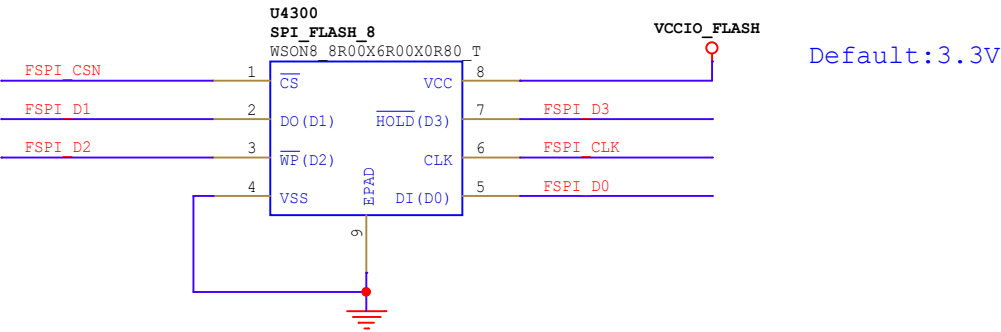 U4300
SPI_FLASH_8
WSON8_8R00X6R00X0R80_T
VCCIO_FLASH
Default:3.3V
FSPI_CSN 1 CS VCC 8
FSPI_D1 2 DO(D1) HOLD(D3) 7 FSPI_D3
FSPI_D2 3 WP(D2) CLK 6 FSPI_CLK
4 VSS EPAD DI(D0) 5 FSPI_D0
9